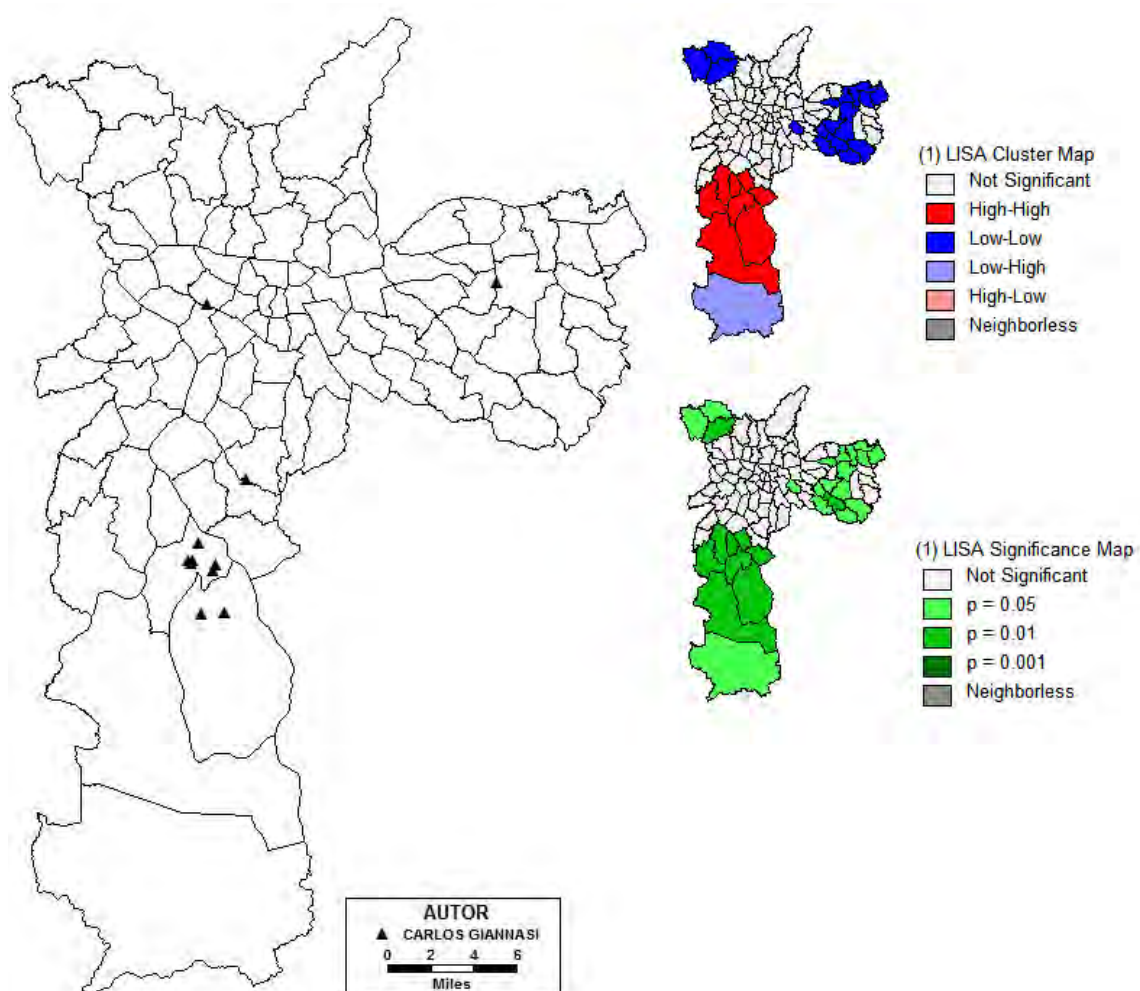 (1) LISA Cluster Map
Not Significant
High-High
Low-Low
Low-High
High-Low
Neighborless
(1) LISA Significance Map
Not Significant
p = 0.05
p = 0.01
p = 0.001
Neighborless
AUTOR
CARLOS GIANNASI
0 2 4 6
Miles